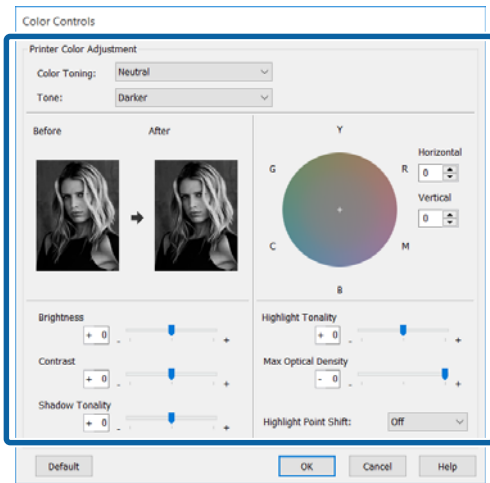 Color Controls
Printer Color Adjustment
Color Toning: Neutral
Tone: Darker
Before After
Y
G R
C M
B
Horizontal
0
Vertical
0
Brightness
+ 0 - +
Contrast
+ 0 - +
Shadow Tonality
+ 0 - +
Highlight Tonality
+ 0 - +
Max Optical Density
- 0 - +
Highlight Point Shift: Off
Default OK Cancel Help